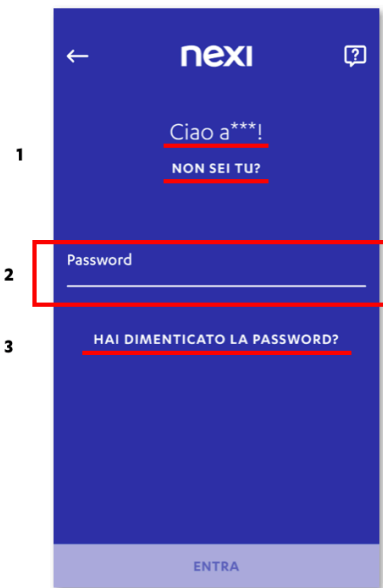 nexi
Ciao a***!
1
NON SEI TU?
Password
2
3
HAI DIMENTICATO LA PASSWORD?
ENTRA